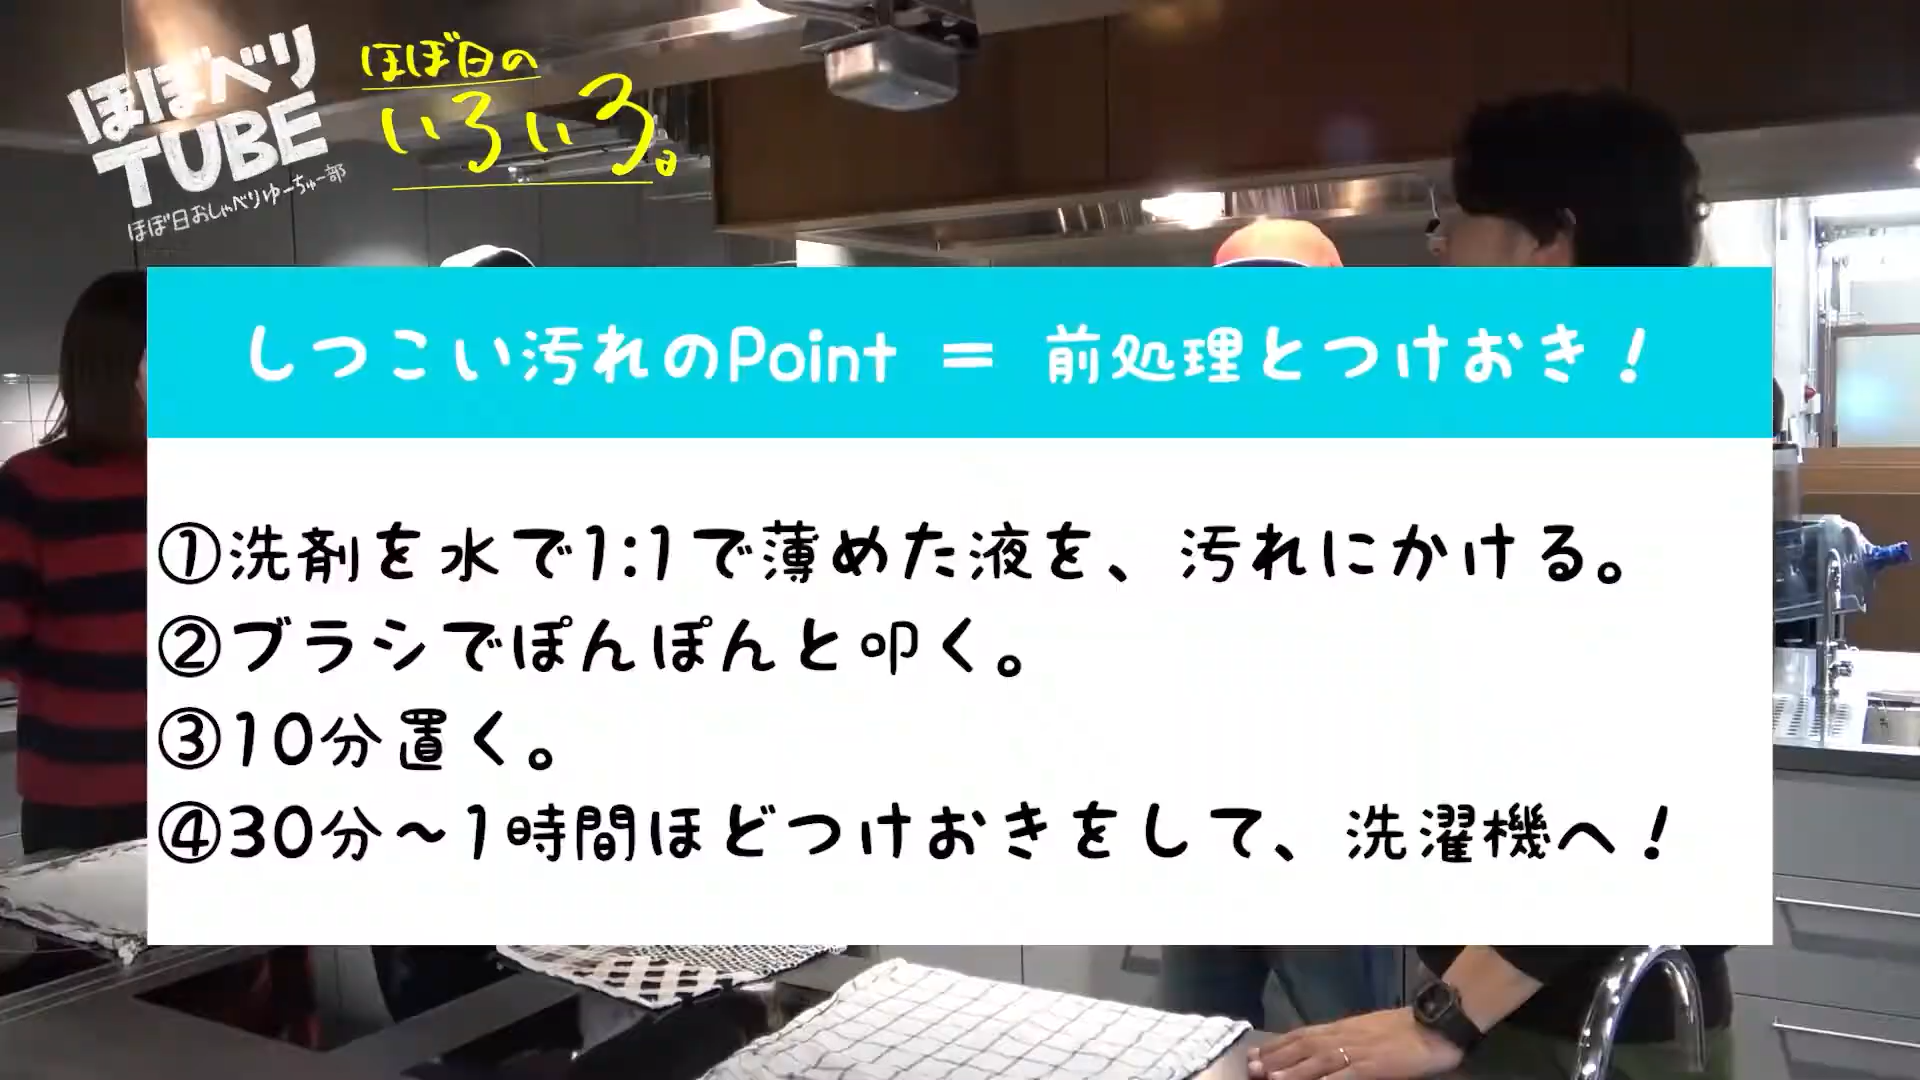 ほぼべり
TUBE
ほぼ日おしゃべりゆーちゅー部
ほぼ日の
いろいろ。
しつこい汚れのPoint ＝ 前処理とつけおき！
①洗剤を水で1:1で薄めた液を、汚れにかける。
②ブラシでぽんぽんと叩く。
③10分置く。
④30分～1時間ほどつけおきをして、洗濯機へ！